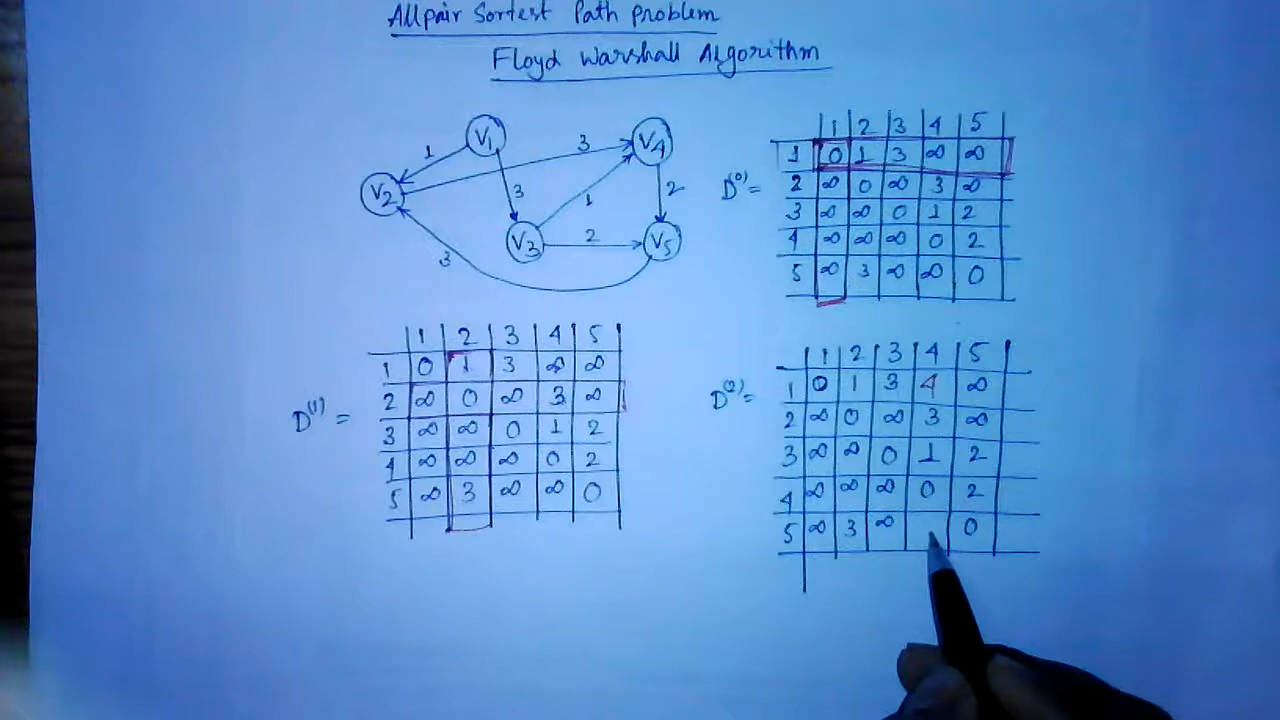 Allpair Sortest Path problem
Floyd Warshall Algorithm
V1 V2 V3 V4 V5
1 3 3 1 2 2 3
D(0) =
1 2 3 4 5
1 0 1 3 ∞ ∞
2 ∞ 0 ∞ 3 ∞
3 ∞ ∞ 0 1 2
4 ∞ ∞ ∞ 0 2
5 ∞ 3 ∞ ∞ 0
D(1) =
1 2 3 4 5
1 0 1 3 ∞ ∞
2 ∞ 0 ∞ 3 ∞
3 ∞ ∞ 0 1 2
4 ∞ ∞ ∞ 0 2
5 ∞ 3 ∞ ∞ 0
D(2) =
1 2 3 4 5
1 0 1 3 4 ∞
2 ∞ 0 ∞ 3 ∞
3 ∞ ∞ 0 1 2
4 ∞ ∞ ∞ 0 2
5 ∞ 3 ∞ 0